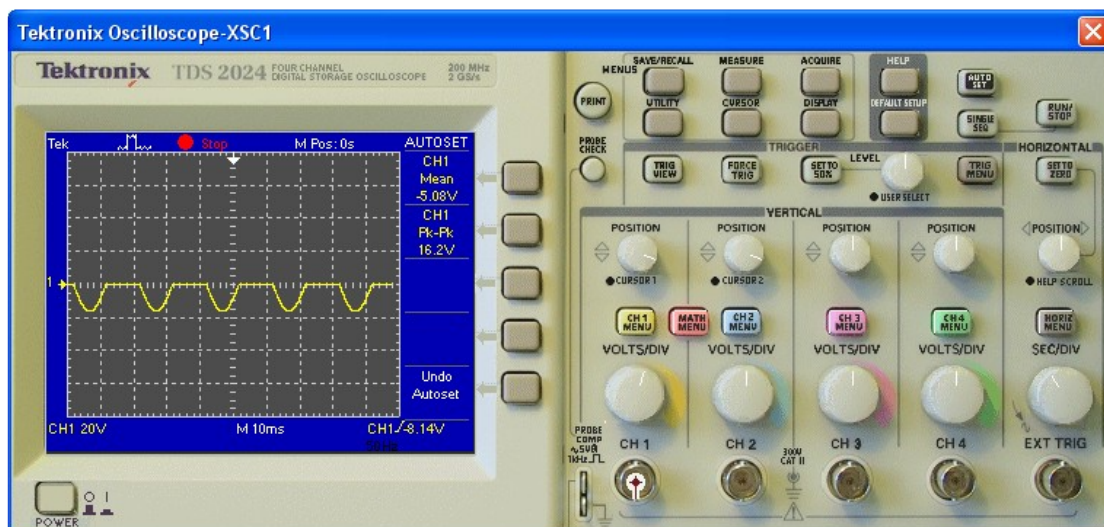 Tektronix Oscilloscope-XSC1
Tektronix TDS 2024 FOUR CHANNEL DIGITAL STORAGE OSCILLOSCOPE 200 MHz 2 GS/s
Tek Stop M Pos: 0s AUTOSET
CH1
Mean
-5.08V
CH1
Pk-Pk
16.2V
1
Undo
Autoset
CH1 20V M 10ms CH1 -8.14V
POWER
MENUS
SAVE/RECALL MEASURE ACQUIRE
UTILITY CURSOR DISPLAY
HELP
DEFAULT SETUP
AUTO SET
SINGLE SEQ
RUN/ STOP
PRINT
PROBE CHECK
TRIGGER
TRIG VIEW
FORCE TRIG
SET TO 50%
LEVEL
USER SELECT
TRIG MENU
HORIZONTAL
SET TO ZERO
VERTICAL
POSITION POSITION POSITION POSITION POSITION
CURSOR 1 CURSOR 2 HELP SCROLL
CH 1 MENU
MATH MENU
CH 2 MENU
CH 3 MENU
CH 4 MENU
HORIZ MENU
VOLTS/DIV VOLTS/DIV VOLTS/DIV VOLTS/DIV SEC/DIV
PROBE COMP
~5V@
1kHz
CH 1 CH 2 CH 3 CH 4 EXT TRIG
300V
CAT II